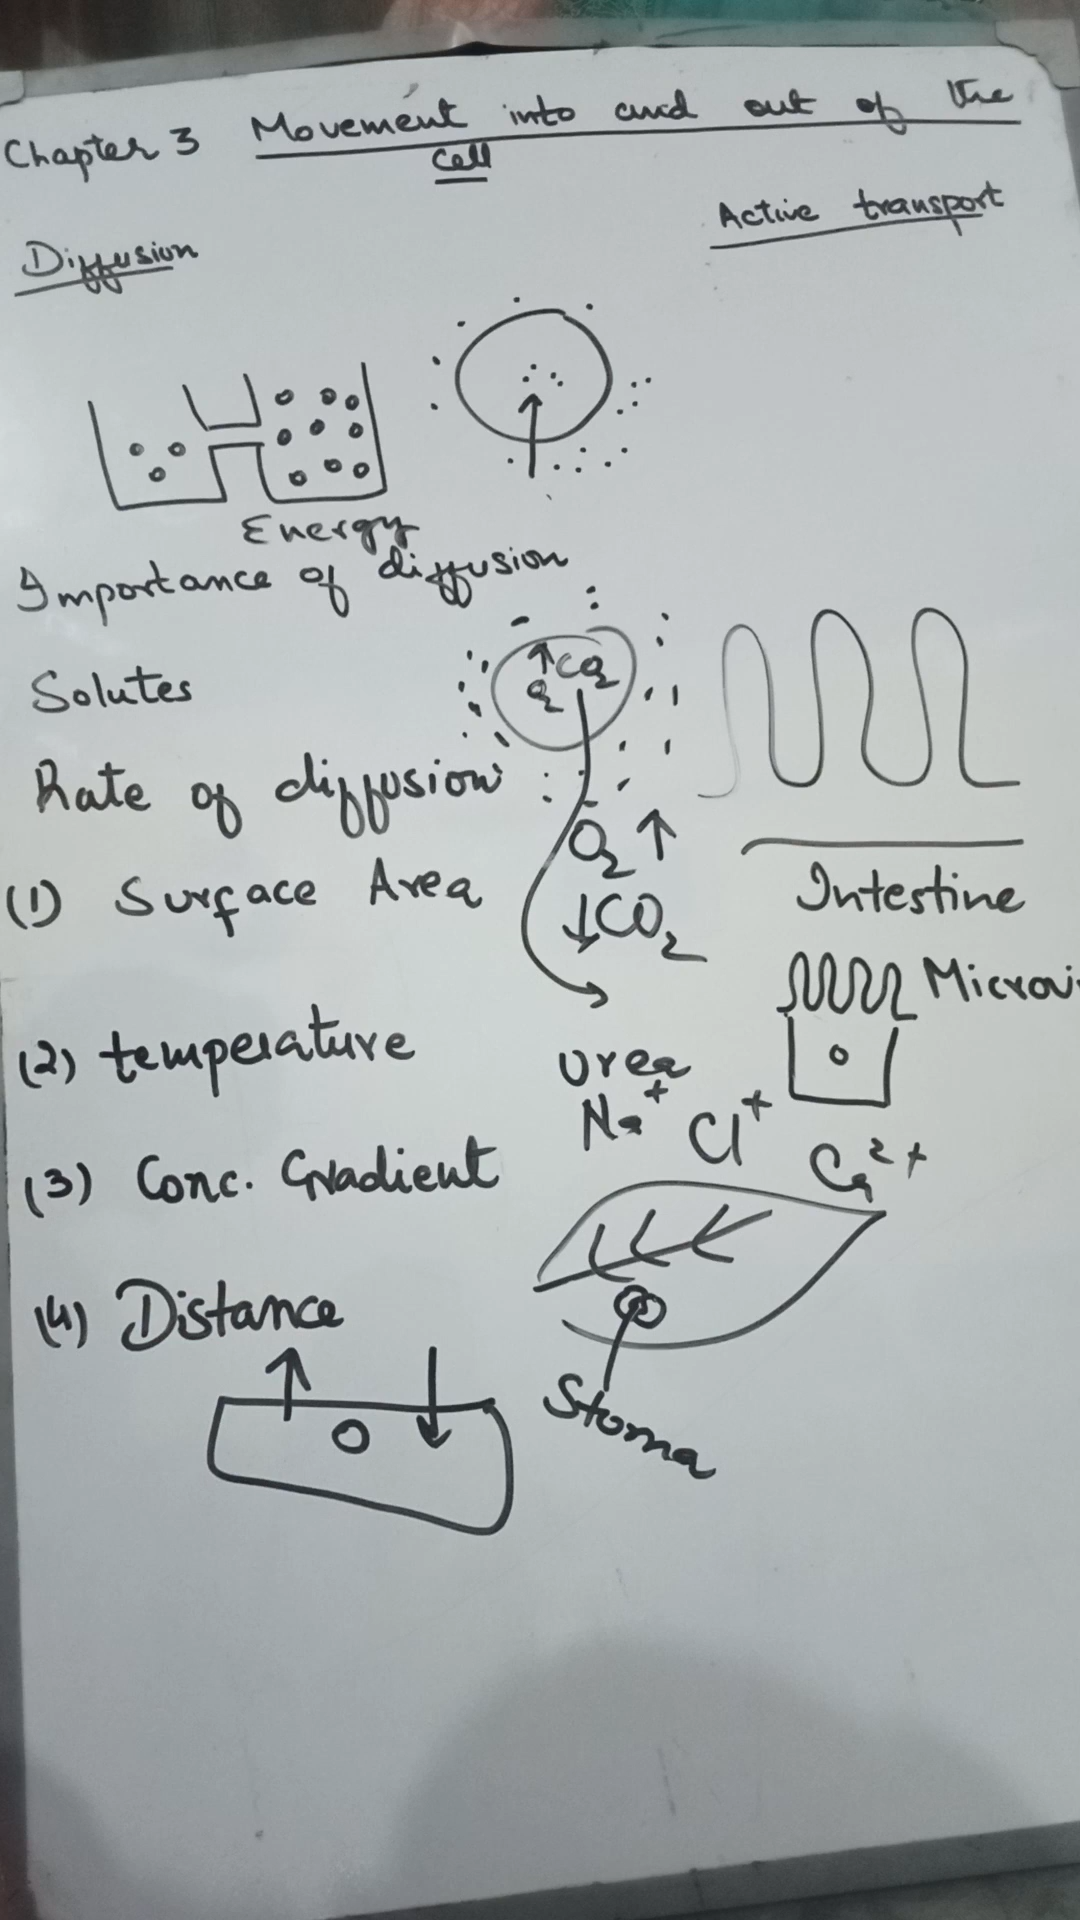 Chapter 3 Movement into and out of the
cell
Active transport
Diffusion
Energy
Importance of diffusion
Solutes
CO2
O2
Rate of diffusion
O2 ↑
↓CO2
(1) Surface Area
Intestine
Microvi
(2) temperature
Urea
Na+ Cl+
Ca2+
(3) Conc. Gradient
(4) Distance
Stoma